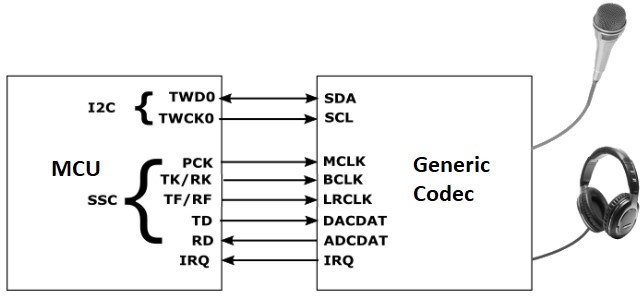 TWD0 SDA
I2C {
TWCK0 SCL
MCU
Generic
Codec
SSC {
PCK MCLK
TK/RK BCLK
TF/RF LRCLK
TD DACDAT
RD ADCDAT
IRQ IRQ